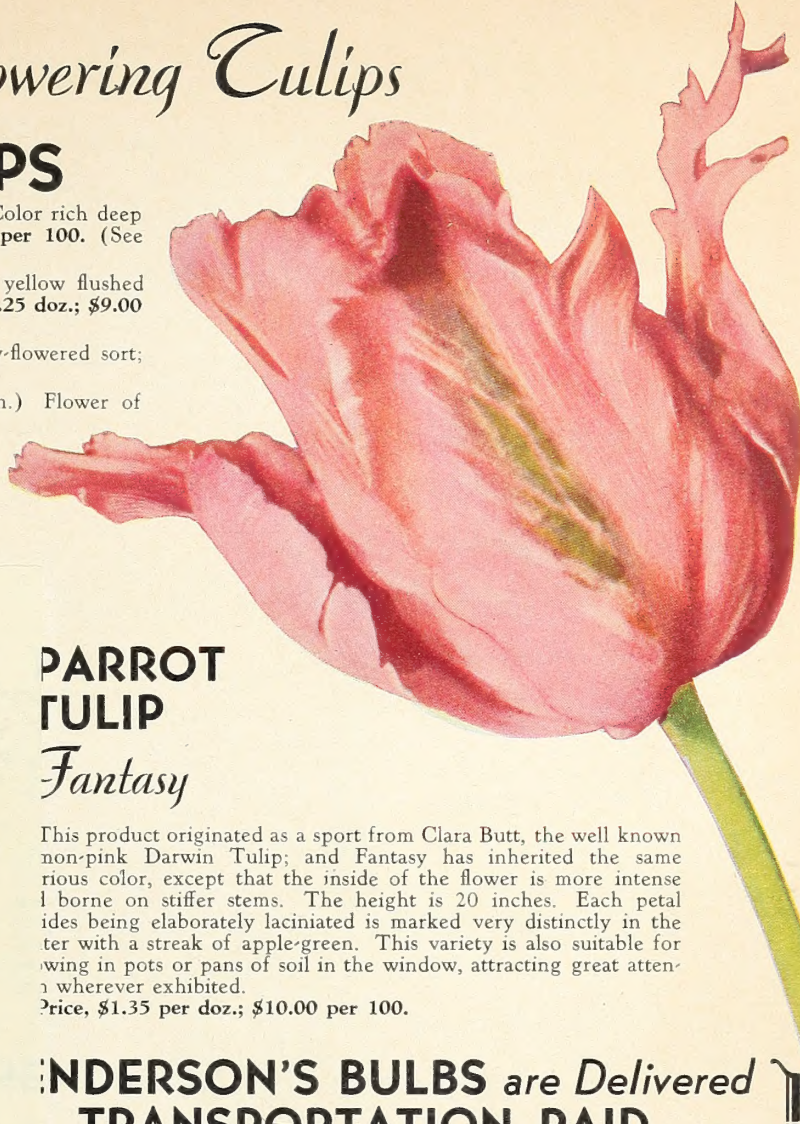 owering Tulips
PS
Color rich deep
per 100. (See
yellow flushed
.25 doz.; $9.00
y-flowered sort;
n.) Flower of
PARROT
TULIP
Fantasy
This product originated as a sport from Clara Butt, the well known
non-pink Darwin Tulip; and Fantasy has inherited the same
rious color, except that the inside of the flower is more intense
d borne on stiffer stems. The height is 20 inches. Each petal
ides being elaborately laciniated is marked very distinctly in the
ter with a streak of apple-green. This variety is also suitable for
wing in pots or pans of soil in the window, attracting great atten-
n wherever exhibited.
Price, $1.35 per doz.; $10.00 per 100.
ENDERSON'S BULBS are Delivered
TRANSPORTATION PAID